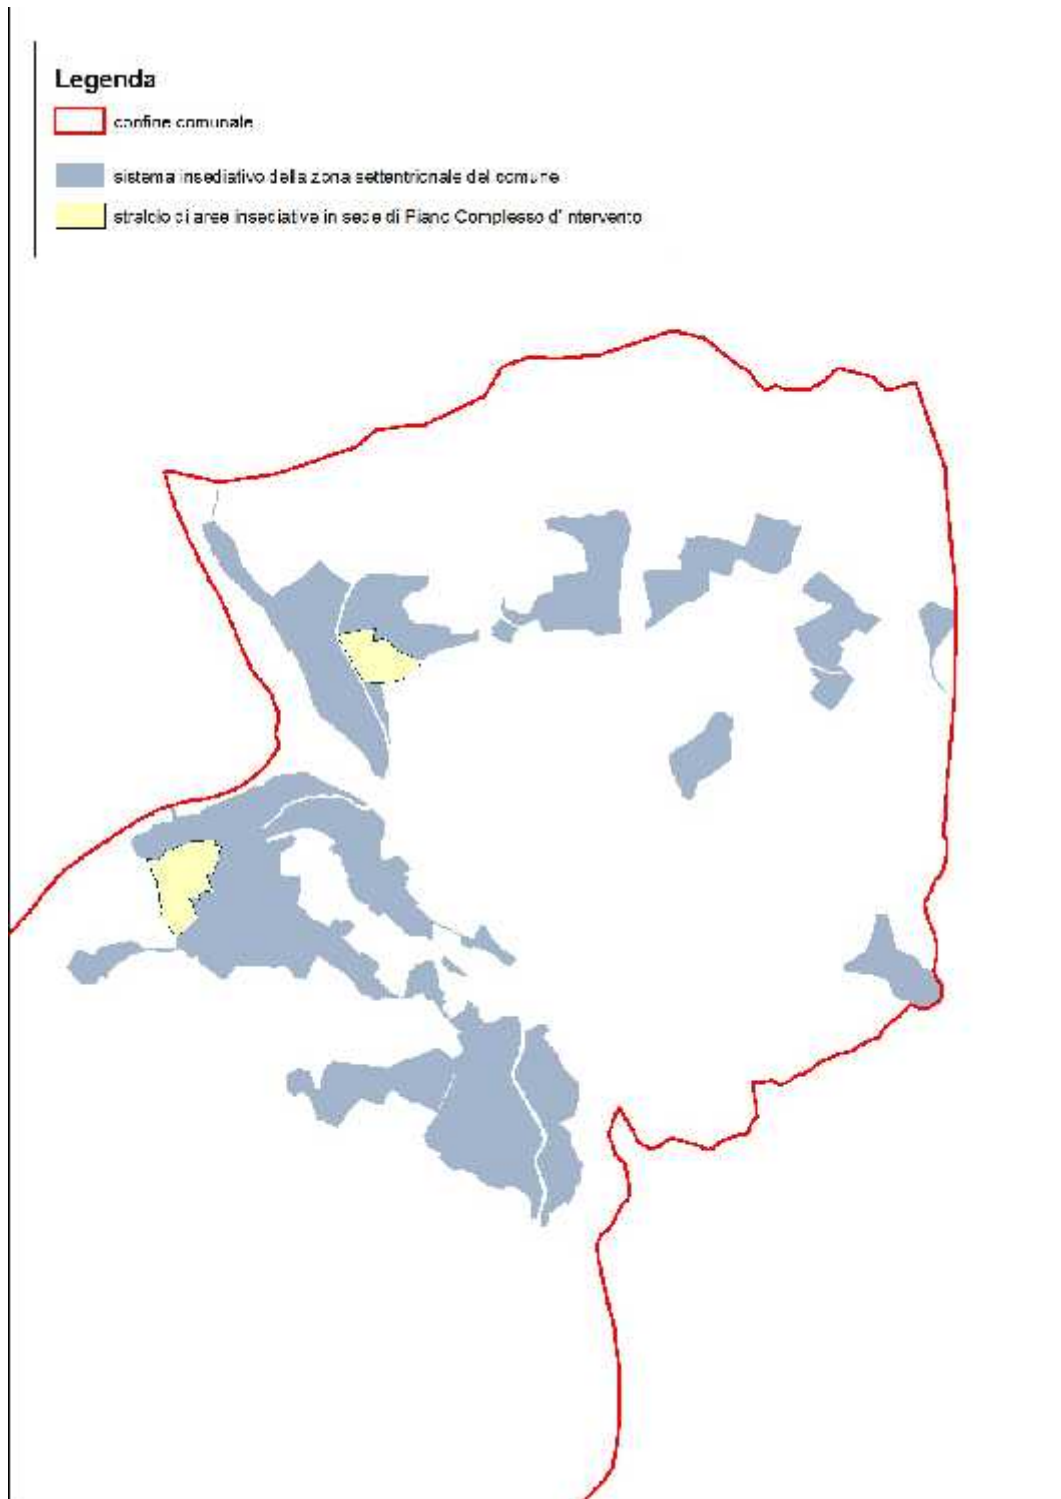 Legenda
confine comunale
sistema insediativo della zona settentrionale del comune
stralcio di aree insediative in sede di Piano Complesso d'Intervento